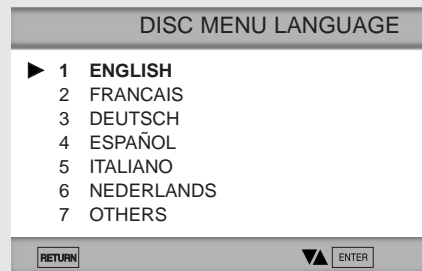 DISC MENU LANGUAGE
1 ENGLISH
2 FRANCAIS
3 DEUTSCH
4 ESPAÑOL
5 ITALIANO
6 NEDERLANDS
7 OTHERS
RETURN ENTER